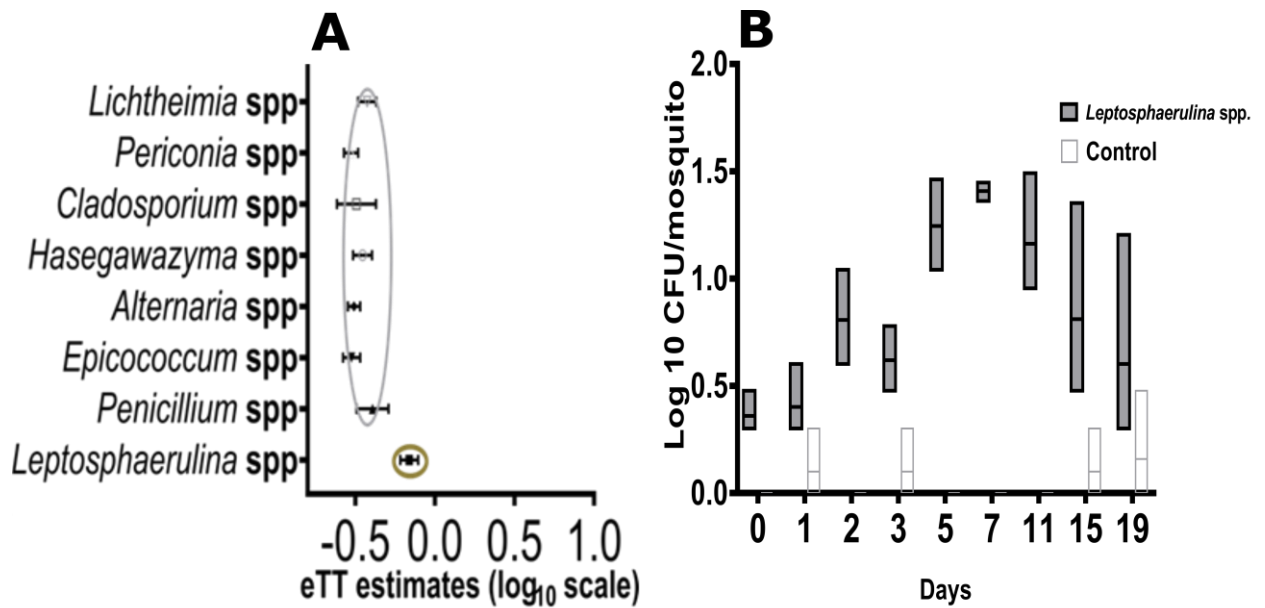 A
Lichtheimia spp
Periconia spp
Cladosporium spp
Hasegawazyma spp
Alternaria spp
Epicococcum spp
Penicillium spp
Leptosphaerulina spp
-0.5 0.0 0.5 1.0
eTT estimates (log10 scale)
B
Log 10 CFU/mosquito
2.0
1.5
1.0
0.5
0.0
Leptosphaerulina spp.
Control
0 1 2 3 5 7 11 15 19
Days